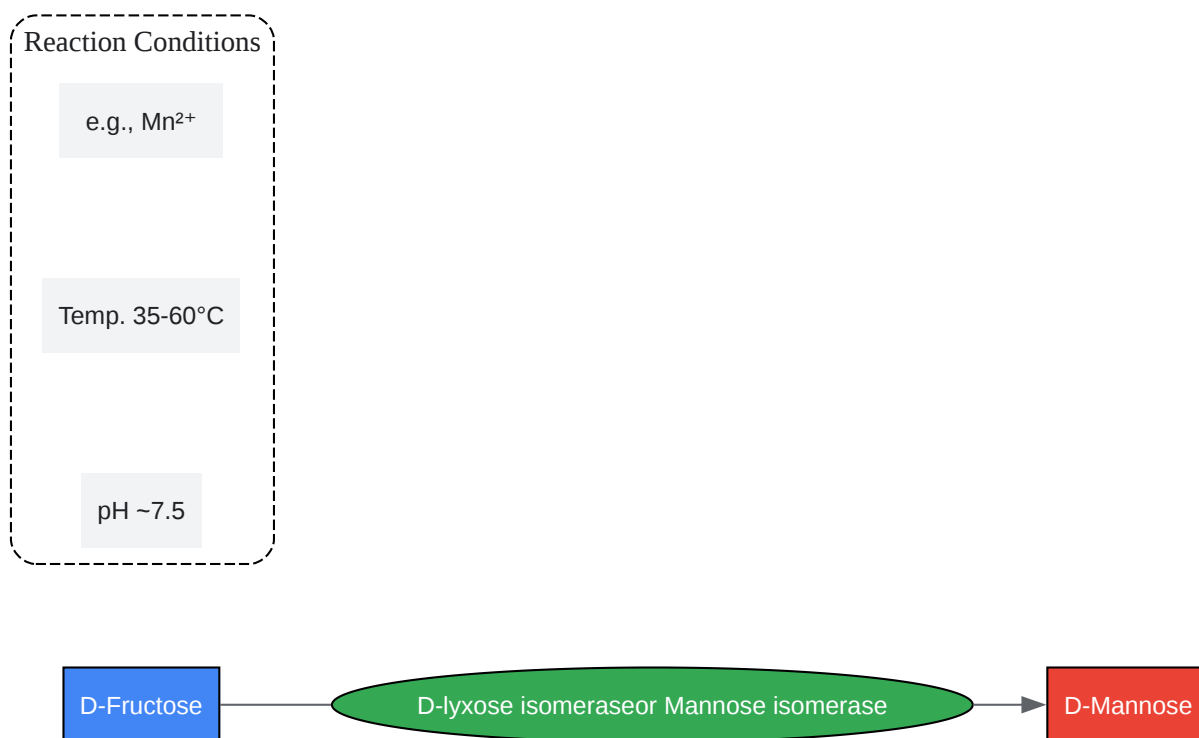 Reaction Conditions
e.g., Mn²⁺
Temp. 35-60°C
pH ~7.5
D-Fructose
D-lyxose isomeraseor Mannose isomerase
D-Mannose